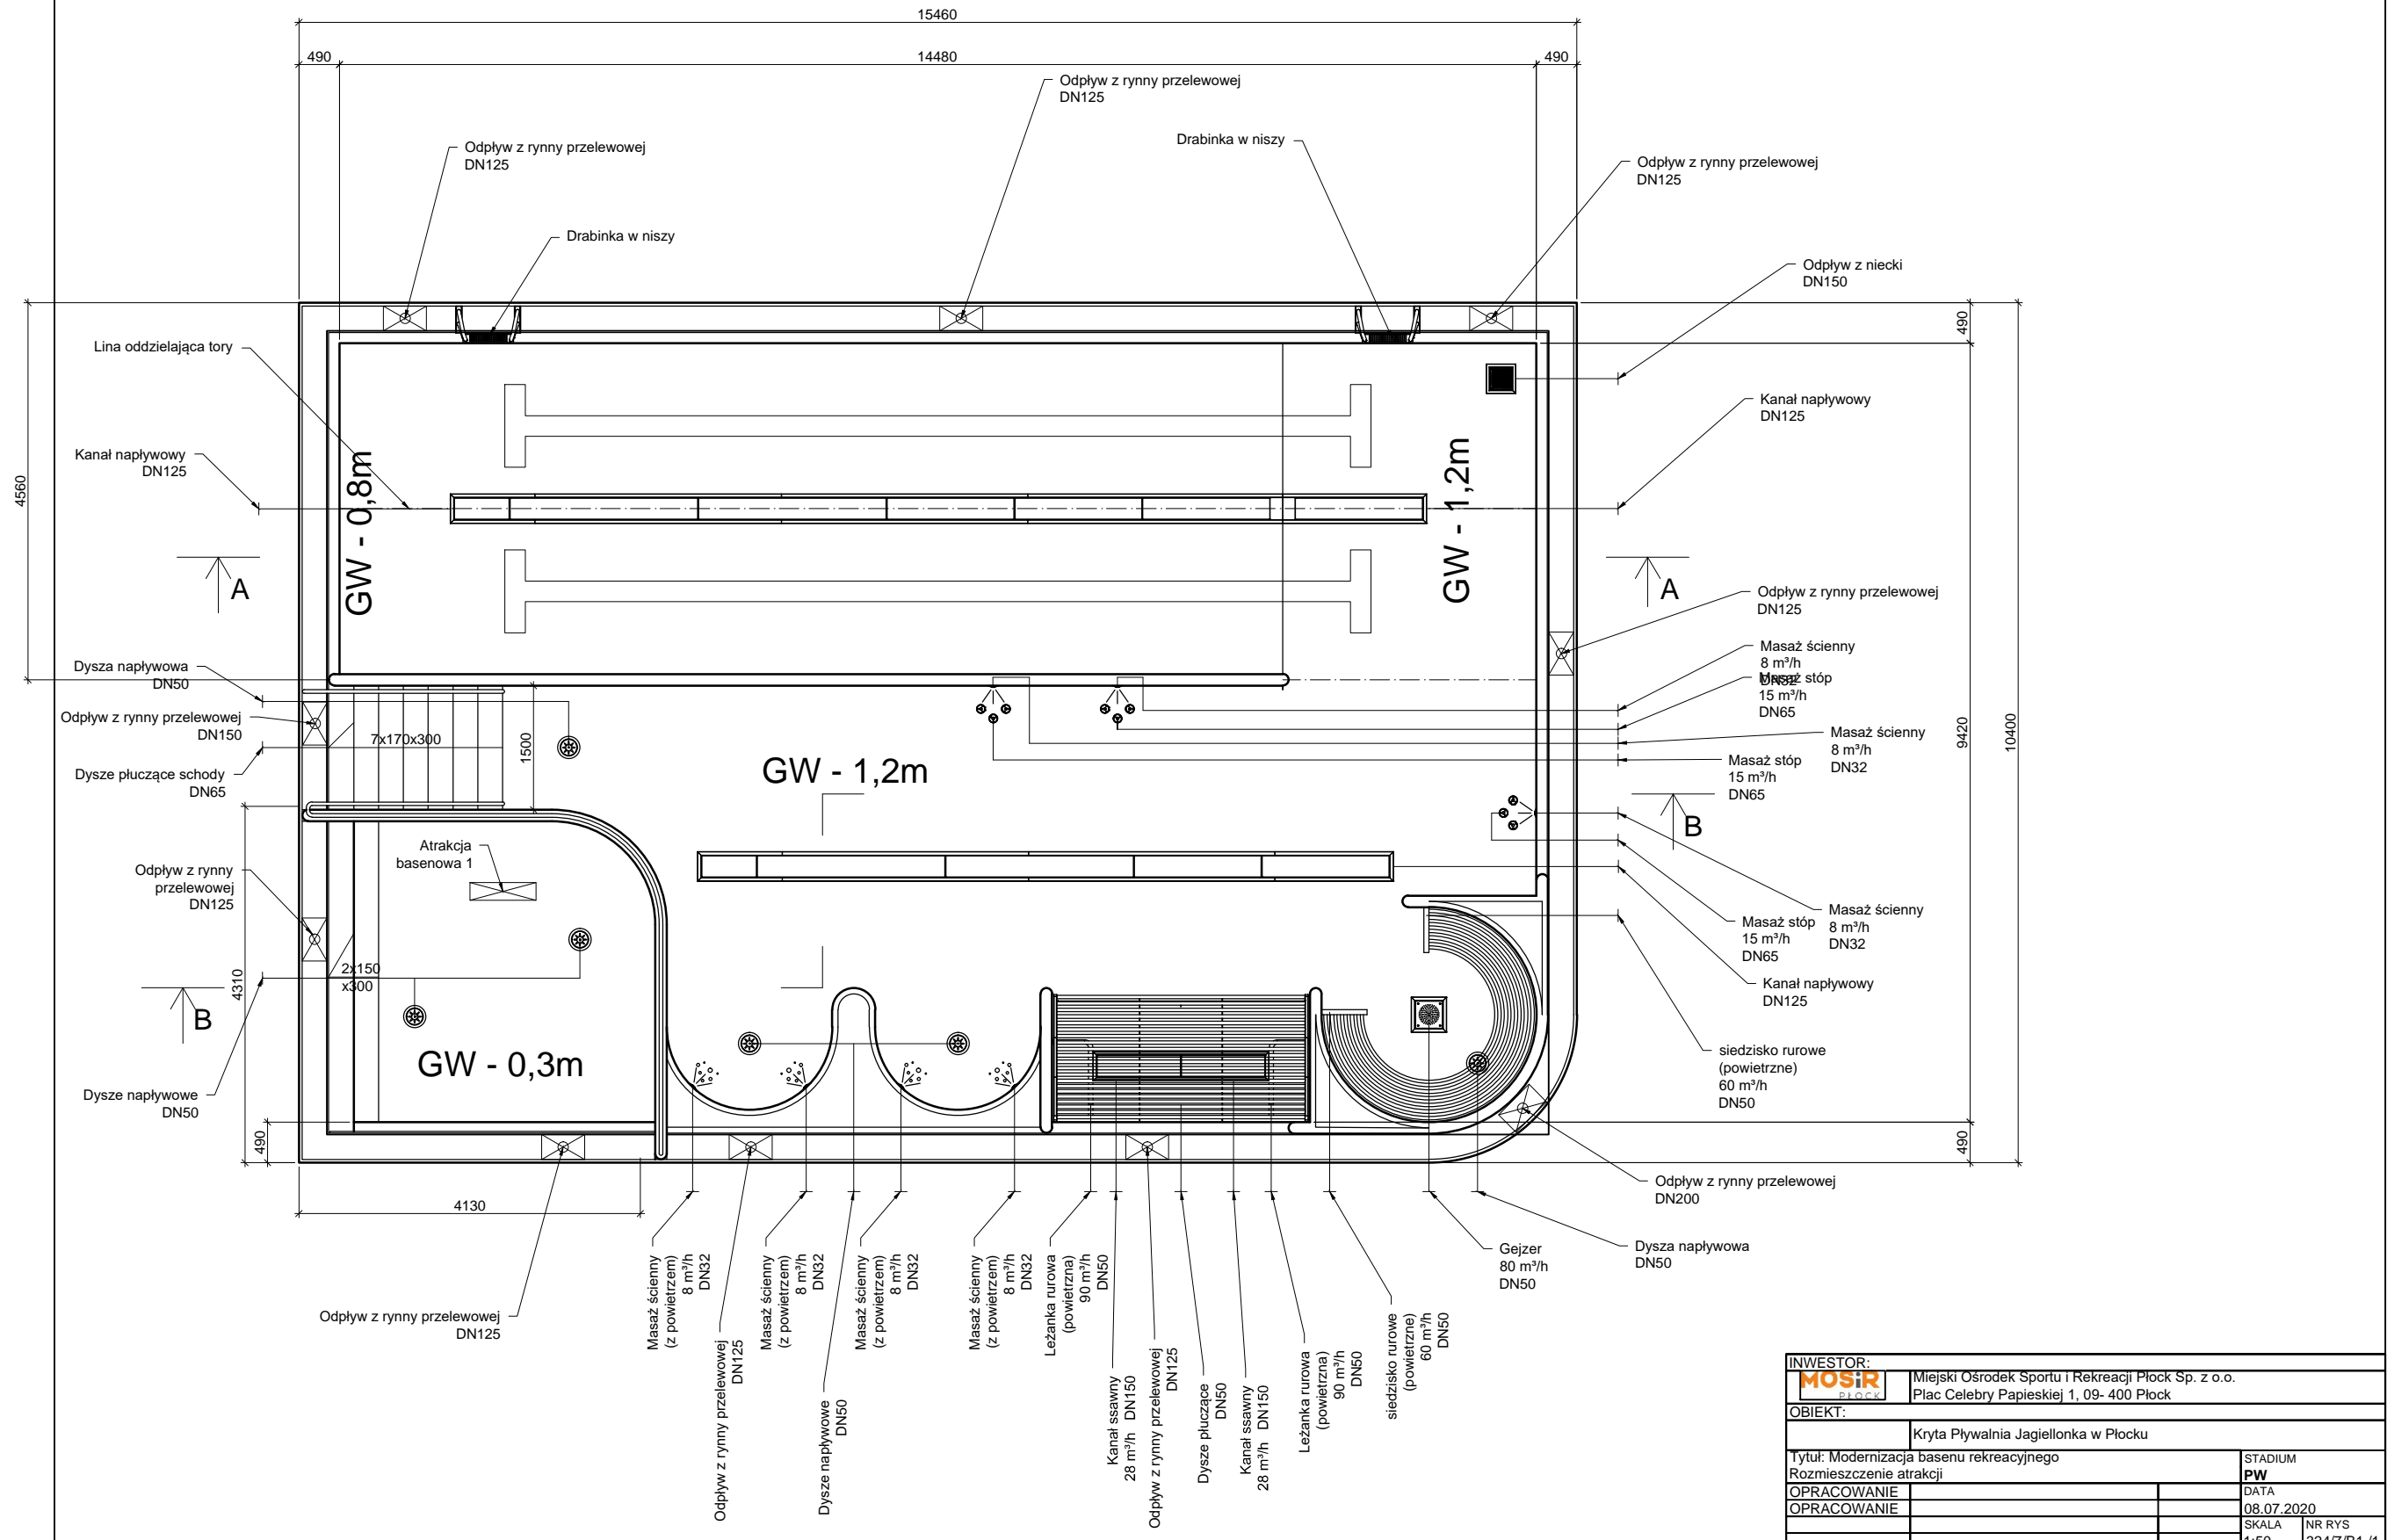 15460
490
14480
490
Odpływ z rynny przelewowej
DN125
Drabinka w niszy
Odpływ z rynny przelewowej
DN125
Odpływ z rynny przelewowej
DN125
Drabinka w niszy
Odpływ z niecki
DN150
Lina oddzielająca tory
490
Kanał napływowy
DN125
Kanał napływowy
DN125
4560
GW - 0,8m
GW - 1,2m
A
A
Odpływ z rynny przelewowej
DN125
Masaż ścienny
8 m³/h
DN32
Masaż stóp
15 m³/h
DN65
Dysza napływowa
DN50
Odpływ z rynny przelewowej
DN150
7x170x300
1500
Dysze płuczące schody
DN65
GW - 1,2m
Masaż ścienny
8 m³/h
DN32
Masaż stóp
15 m³/h
DN65
9420
10400
B
Atrakcja
basenowa 1
Odpływ z rynny
przelewowej
DN125
Masaż ścienny
8 m³/h
DN32
Masaż stóp
15 m³/h
DN65
Kanał napływowy
DN125
2x150
x300
4310
B
GW - 0,3m
siedzisko rurowe
(powietrzne)
60 m³/h
DN50
Dysze napływowe
DN50
490
490
4130
Odpływ z rynny przelewowej
DN200
Dysza napływowa
DN50
Gejzer
80 m³/h
DN50
Odpływ z rynny przelewowej
DN125
Masaż ścienny
(z powietrzem)
8 m³/h
DN32
Odpływ z rynny przelewowej
DN125
Masaż ścienny
(z powietrzem)
8 m³/h
DN32
Dysze napływowe
DN50
Masaż ścienny
(z powietrzem)
8 m³/h
DN32
Masaż ścienny
(z powietrzem)
8 m³/h
DN32
Leżanka rurowa
(powietrzna)
90 m³/h
DN50
Kanał ssawny
28 m³/h DN150
Odpływ z rynny przelewowej
DN125
Dysze płuczące
DN50
Kanał ssawny
28 m³/h DN150
Leżanka rurowa
(powietrzna)
90 m³/h
DN50
siedzisko rurowe
(powietrzne)
60 m³/h
DN50
INWESTOR:
MOSiR
PŁOCK
Miejski Ośrodek Sportu i Rekreacji Płock Sp. z o.o.
Plac Celebry Papieskiej 1, 09- 400 Płock
OBIEKT:
Kryta Pływalnia Jagiellonka w Płocku
Tytuł: Modernizacja basenu rekreacyjnego
Rozmieszczenie atrakcji
STADIUM
PW
OPRACOWANIE
DATA
OPRACOWANIE
08.07.2020
SKALA NR RYS